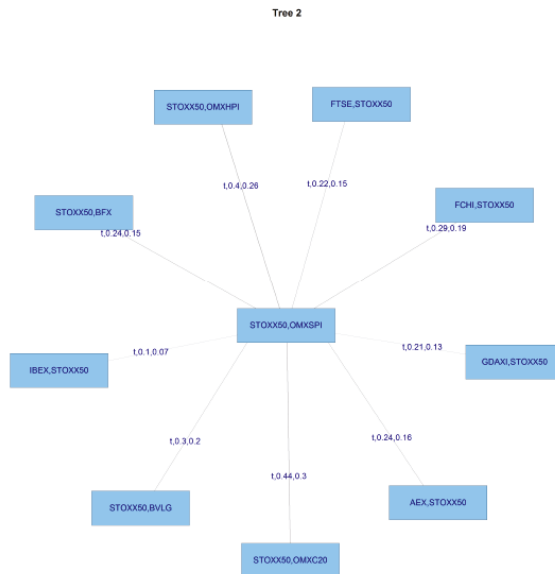 Tree 2
STOXX50,OMXHPI
FTSE,STOXX50
t,0.4,0.26
t,0.22,0.15
STOXX50,BFX
FCHI,STOXX50
t,0.24,0.15
t,0.29,0.19
STOXX50,OMXSPI
t,0.1,0.07
t,0.21,0.13
IBEX,STOXX50
GDAXI,STOXX50
t,0.3,0.2
t,0.24,0.16
t,0.44,0.3
STOXX50,BVLG
AEX,STOXX50
STOXX50,OMXC20